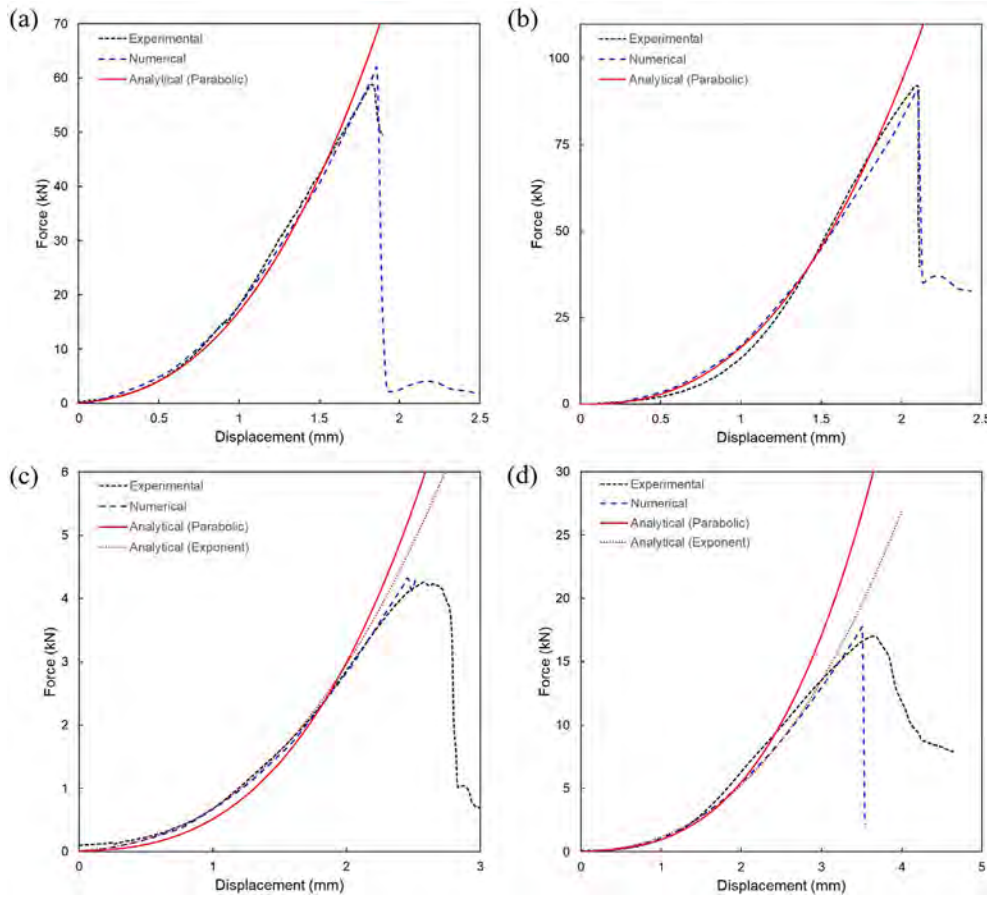 (a)
70
60
50
40
30
20
10
0
Force (kN)
Experimental
Numerical
Analytical (Parabolic)
0
0.5
1
1.5
2
2.5
Displacement (mm)
(b)
100
75
50
25
0
Force (kN)
Experimental
Numerical
Analytical (Parabolic)
0
0.5
1
1.5
2
2.5
Displacement (mm)
(c)
6
5
4
3
2
1
0
Force (kN)
Experimental
Numerical
Analytical (Parabolic)
Analytical (Exponent)
0
1
2
3
Displacement (mm)
(d)
30
25
20
15
10
5
0
Force (kN)
Experimental
Numerical
Analytical (Parabolic)
Analytical (Exponent)
0
1
2
3
4
5
Displacement (mm)